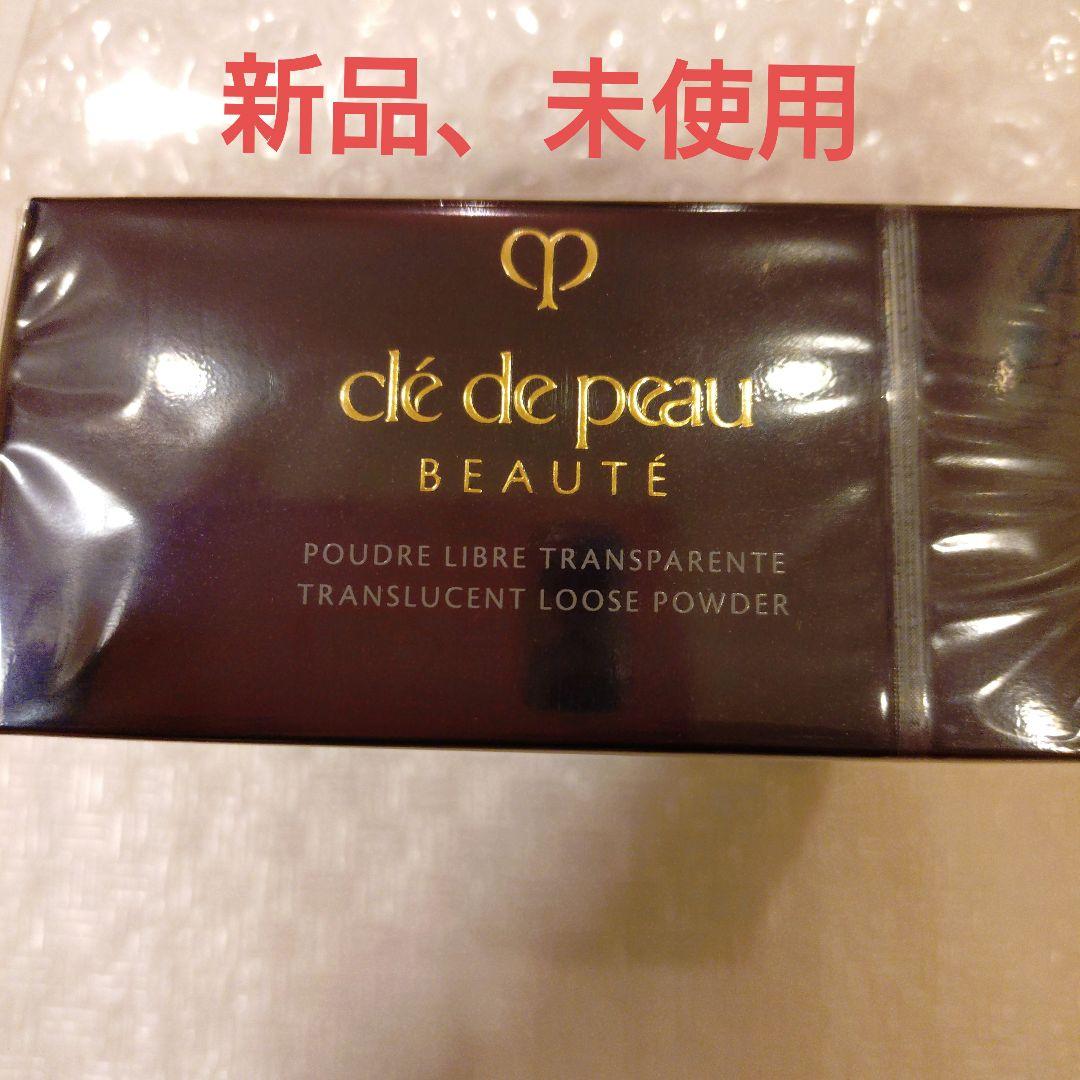 新品、未使用
clé de peau
BEAUTÉ
POUDRE LIBRE TRANSPARENTE
TRANSLUCENT LOOSE POWDER